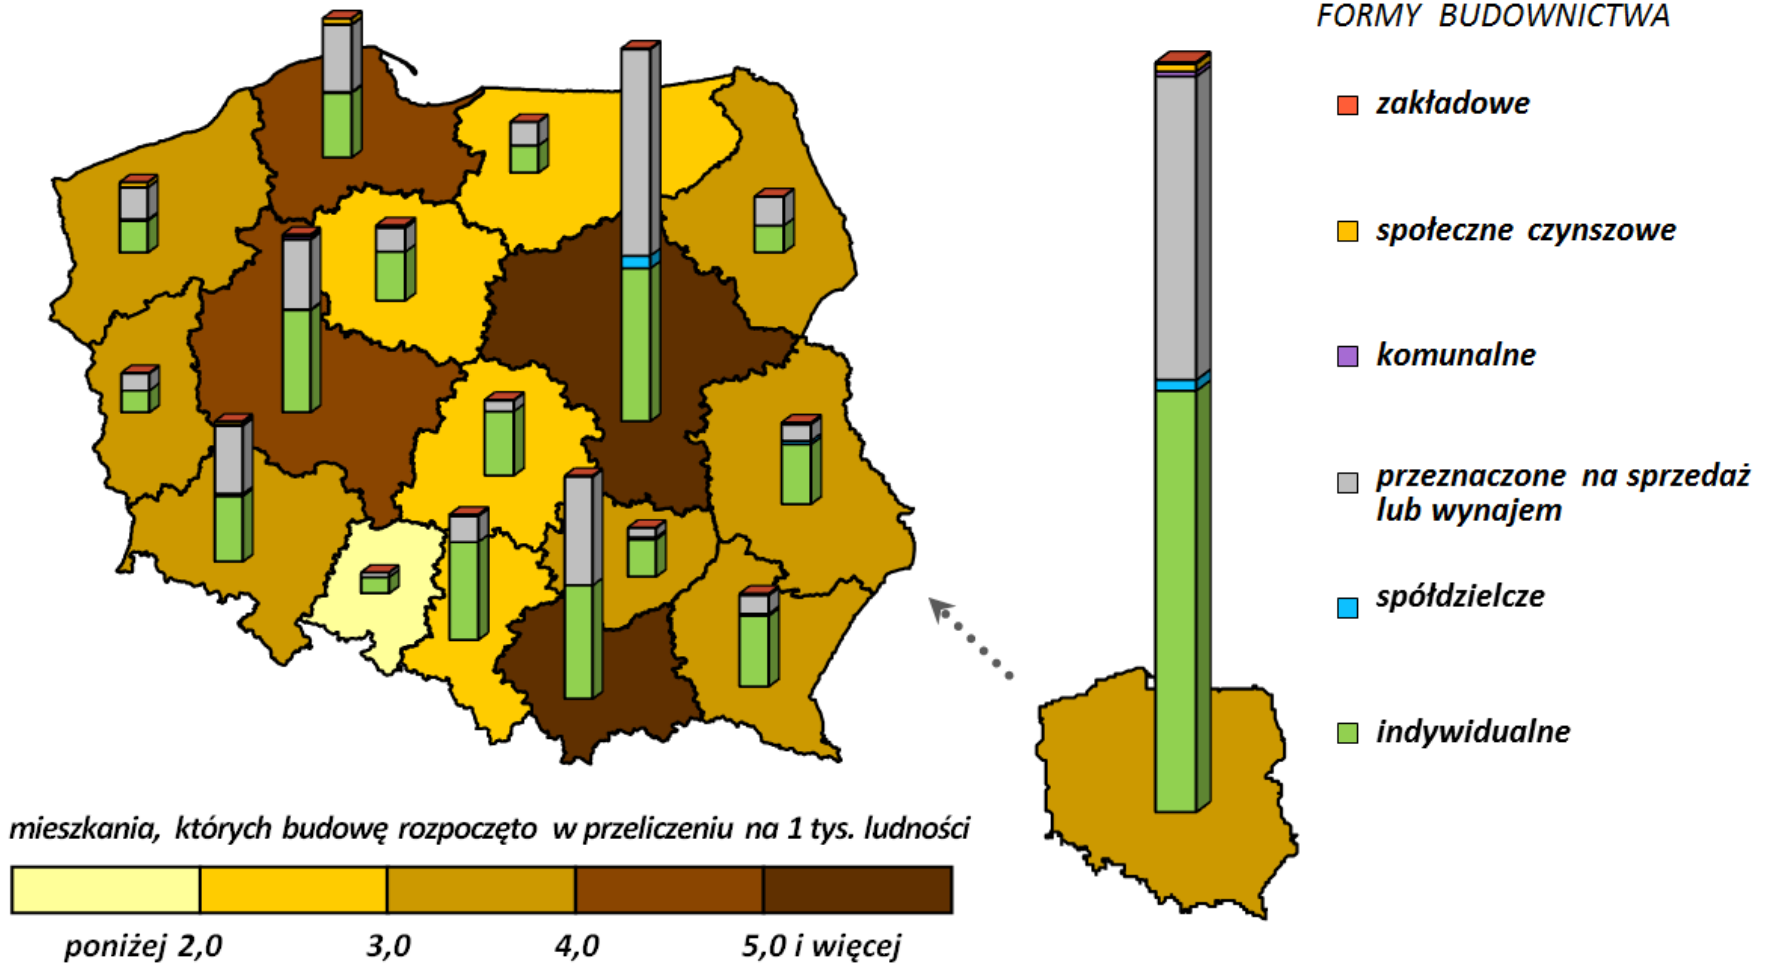 FORMY BUDOWNICTWA
zakładowe
społeczne czynszowe
komunalne
przeznaczone na sprzedaż
lub wynajem
spółdzielcze
indywidualne
mieszkania, których budowę rozpoczęto w przeliczeniu na 1 tys. ludności
poniżej 2,0 3,0 4,0 5,0 i więcej